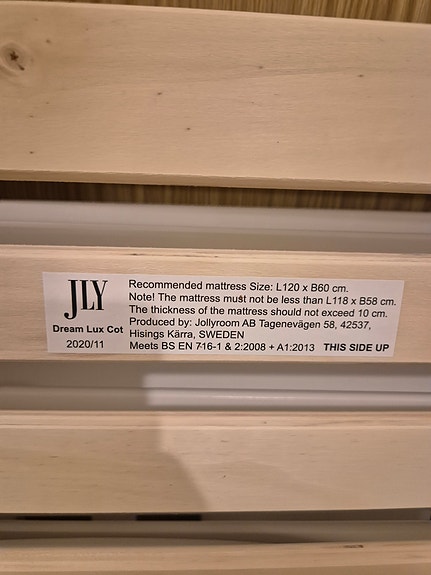 JLY
Dream Lux Cot
2020/11
Recommended mattress Size: L120 x B60 cm.
Note! The mattress must not be less than L118 x B58 cm.
The thickness of the mattress should not exceed 10 cm.
Produced by: Jollyroom AB Tagenevägen 58, 42537,
Hisings Kärra, SWEDEN
Meets BS EN 716-1 & 2:2008 + A1:2013 THIS SIDE UP